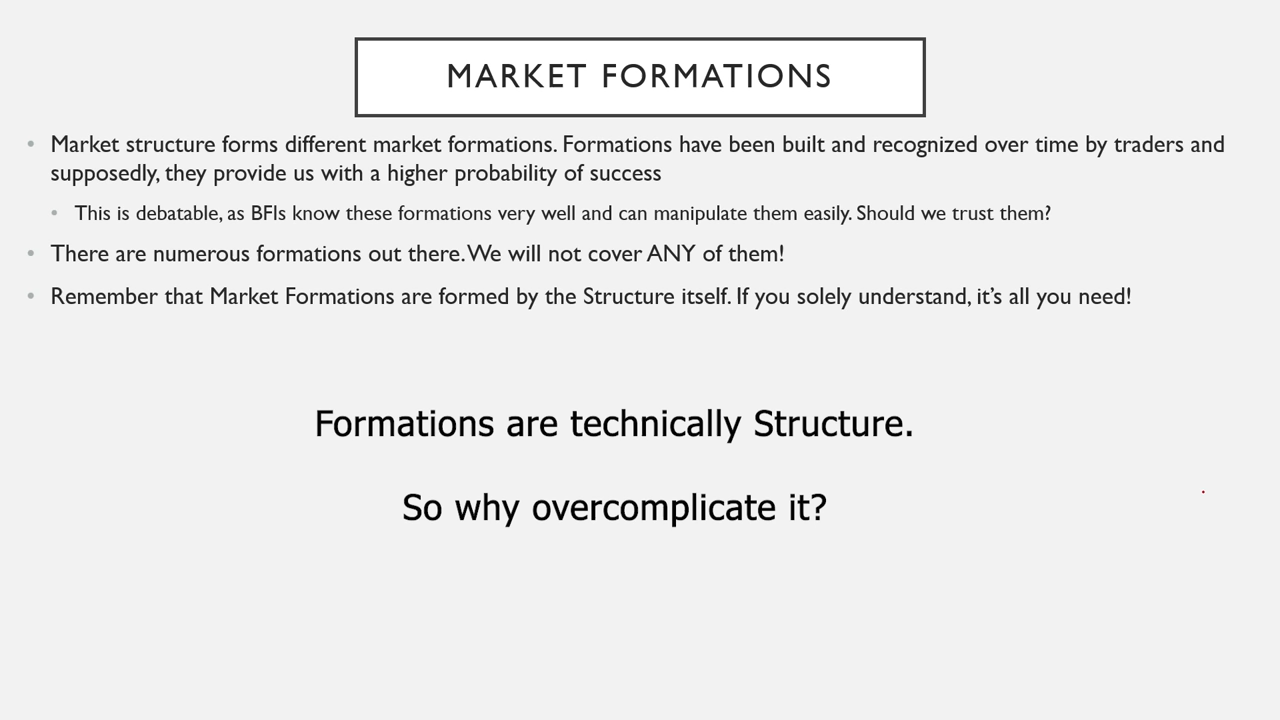 MARKET FORMATIONS
• Market structure forms different market formations. Formations have been built and recognized over time by traders and
supposedly, they provide us with a higher probability of success
• This is debatable, as BFIs know these formations very well and can manipulate them easily. Should we trust them?
• There are numerous formations out there. We will not cover ANY of them!
• Remember that Market Formations are formed by the Structure itself. If you solely understand, it’s all you need!
Formations are technically Structure.
So why overcomplicate it?